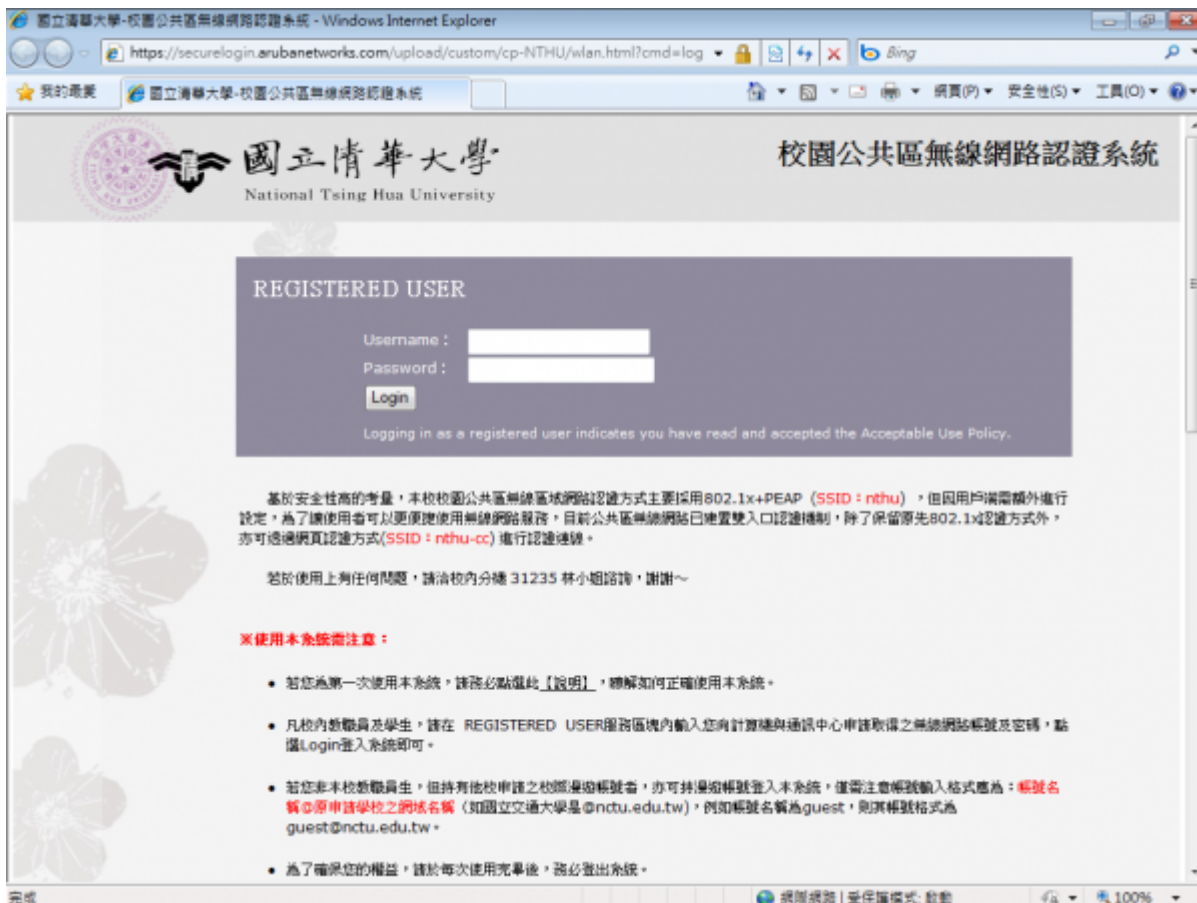 國立清華大學-校園公共區無線網路認證系統 - Windows Internet Explorer
https://securelogin.arubanetworks.com/upload/custom/cp-NTHU/wlan.html?cmd=log
Bing
我的最愛
國立清華大學-校園公共區無線網路認證系統
網頁(P) 安全性(S) 工具(O)
國立清華大學
National Tsing Hua University
校園公共區無線網路認證系統
REGISTERED USER
Username：
Password：
Login
Logging in as a registered user indicates you have read and accepted the Acceptable Use Policy.
基於安全性高的考量，本校校園公共區無線區域網路認證方式主要採用802.1x+PEAP（SSID：nthu），但因用戶端需額外進行
設定，為了讓使用者可以更便捷使用無線網路服務，目前公共區無線網路已建置雙入口認證機制，除了保留原先802.1x認證方式外，
亦可透過網頁認證方式(SSID：nthu-cc) 進行認證連線。
若於使用上有任何問題，請洽校內分機 31235 林小姐諮詢，謝謝～
※使用本系統需注意：
• 若您為第一次使用本系統，請務必點選此【說明】，瞭解如何正確使用本系統。
• 凡校內教職員及學生，請在 REGISTERED USER服務區塊內輸入您向計算機與通訊中心申請取得之無線網路帳號及密碼，點
選Login登入系統即可。
• 若您非本校教職員生，但持有他校申請之校際漫遊帳號者，亦可持漫遊帳號登入本系統，僅需注意帳號輸入格式應為：帳號名
稱@原申請學校之網域名稱（如國立交通大學是@nctu.edu.tw)，例如帳號名稱為guest，則其帳號格式為
guest@nctu.edu.tw。
• 為了確保您的權益，請於每次使用完畢後，務必登出系統。
完成
網際網路 | 受保護模式: 啟動
100%